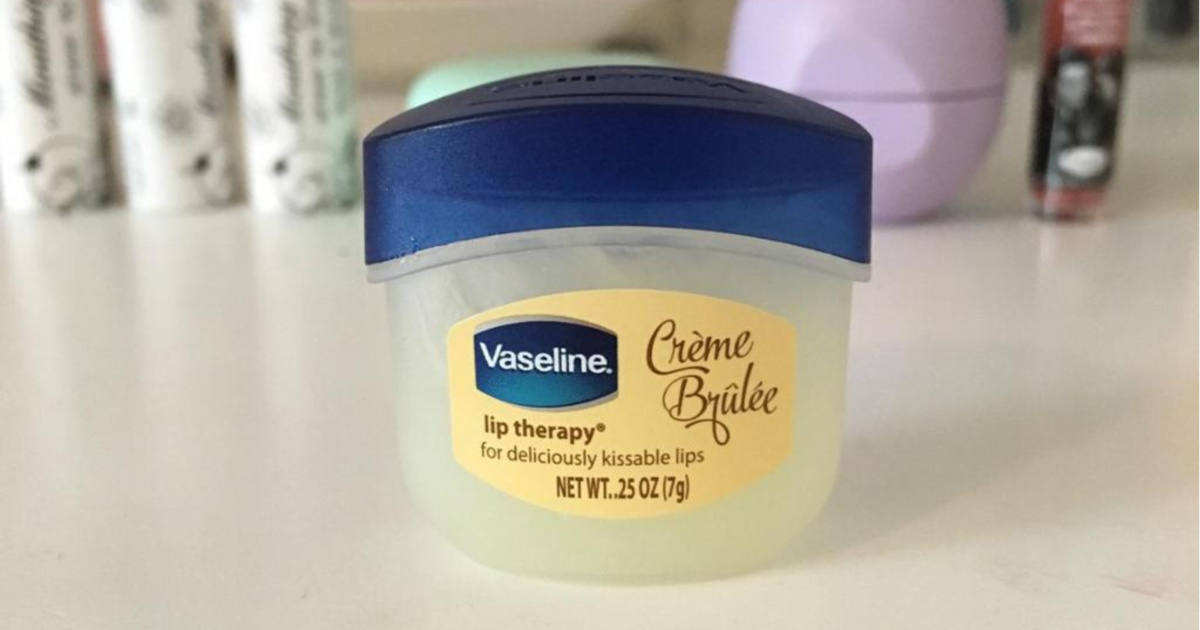 Vaseline.
Crème
Brûlée
lip therapy®
for deliciously kissable lips
NET WT..25 OZ (7g)